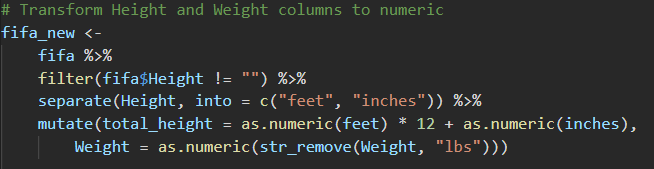 # Transform Height and Weight columns to numeric
fifa_new <-
fifa %>%
filter(fifa$Height != "") %>%
separate(Height, into = c("feet", "inches")) %>%
mutate(total_height = as.numeric(feet) * 12 + as.numeric(inches),
Weight = as.numeric(str_remove(Weight, "lbs")))